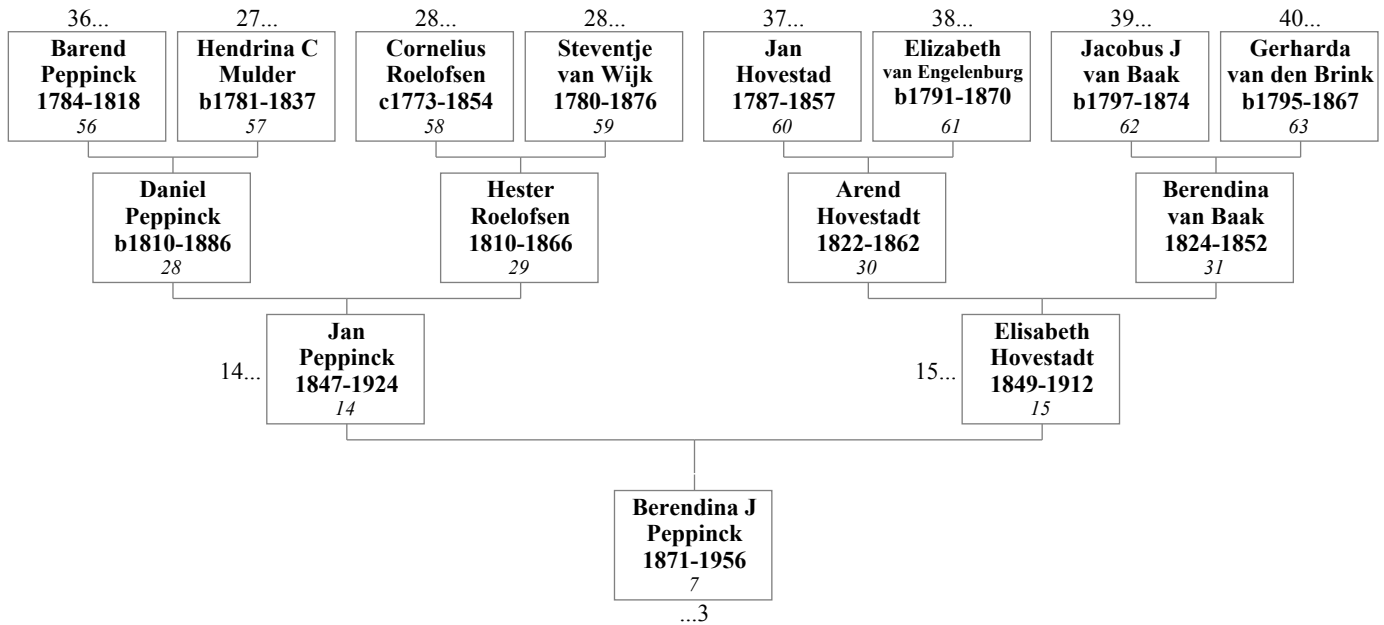 36...
27...
28...
28...
37...
38...
39...
40...
Barend
Peppinck
1784-1818
56
Hendrina C
Mulder
b1781-1837
57
Cornelius
Roelofsen
c1773-1854
58
Steventje
van Wijk
1780-1876
59
Jan
Hovestad
1787-1857
60
Elizabeth
van Engelenburg
b1791-1870
61
Jacobus J
van Baak
b1797-1874
62
Gerharda
van den Brink
b1795-1867
63
Daniel
Peppinck
b1810-1886
28
Hester
Roelofsen
1810-1866
29
Arend
Hovestadt
1822-1862
30
Berendina
van Baak
1824-1852
31
14...
Jan
Peppinck
1847-1924
14
15...
Elisabeth
Hovestadt
1849-1912
15
Berendina J
Peppinck
1871-1956
7
...3